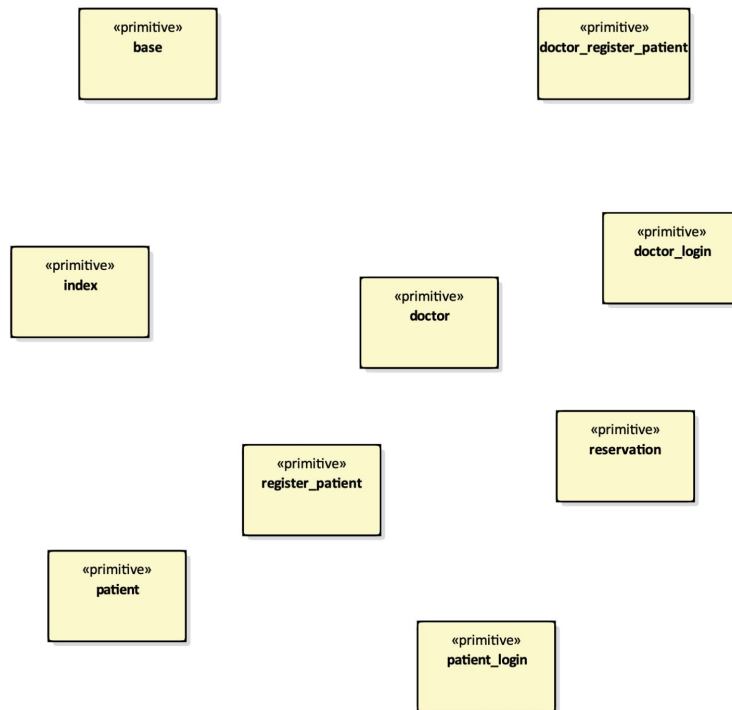 «primitive»
base
«primitive»
doctor_register_patient
«primitive»
doctor_login
«primitive»
index
«primitive»
doctor
«primitive»
reservation
«primitive»
register_patient
«primitive»
patient
«primitive»
patient_login